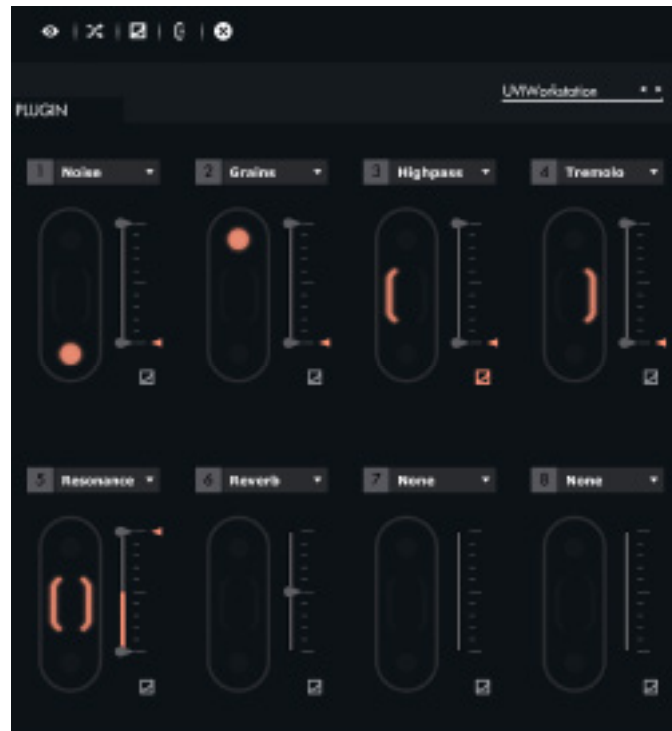 UVIWorkstation
PLUGIN
1 Noise 2 Grains 3 Highpass 4 Tremolo
5 Resonance 6 Reverb 7 None 8 None